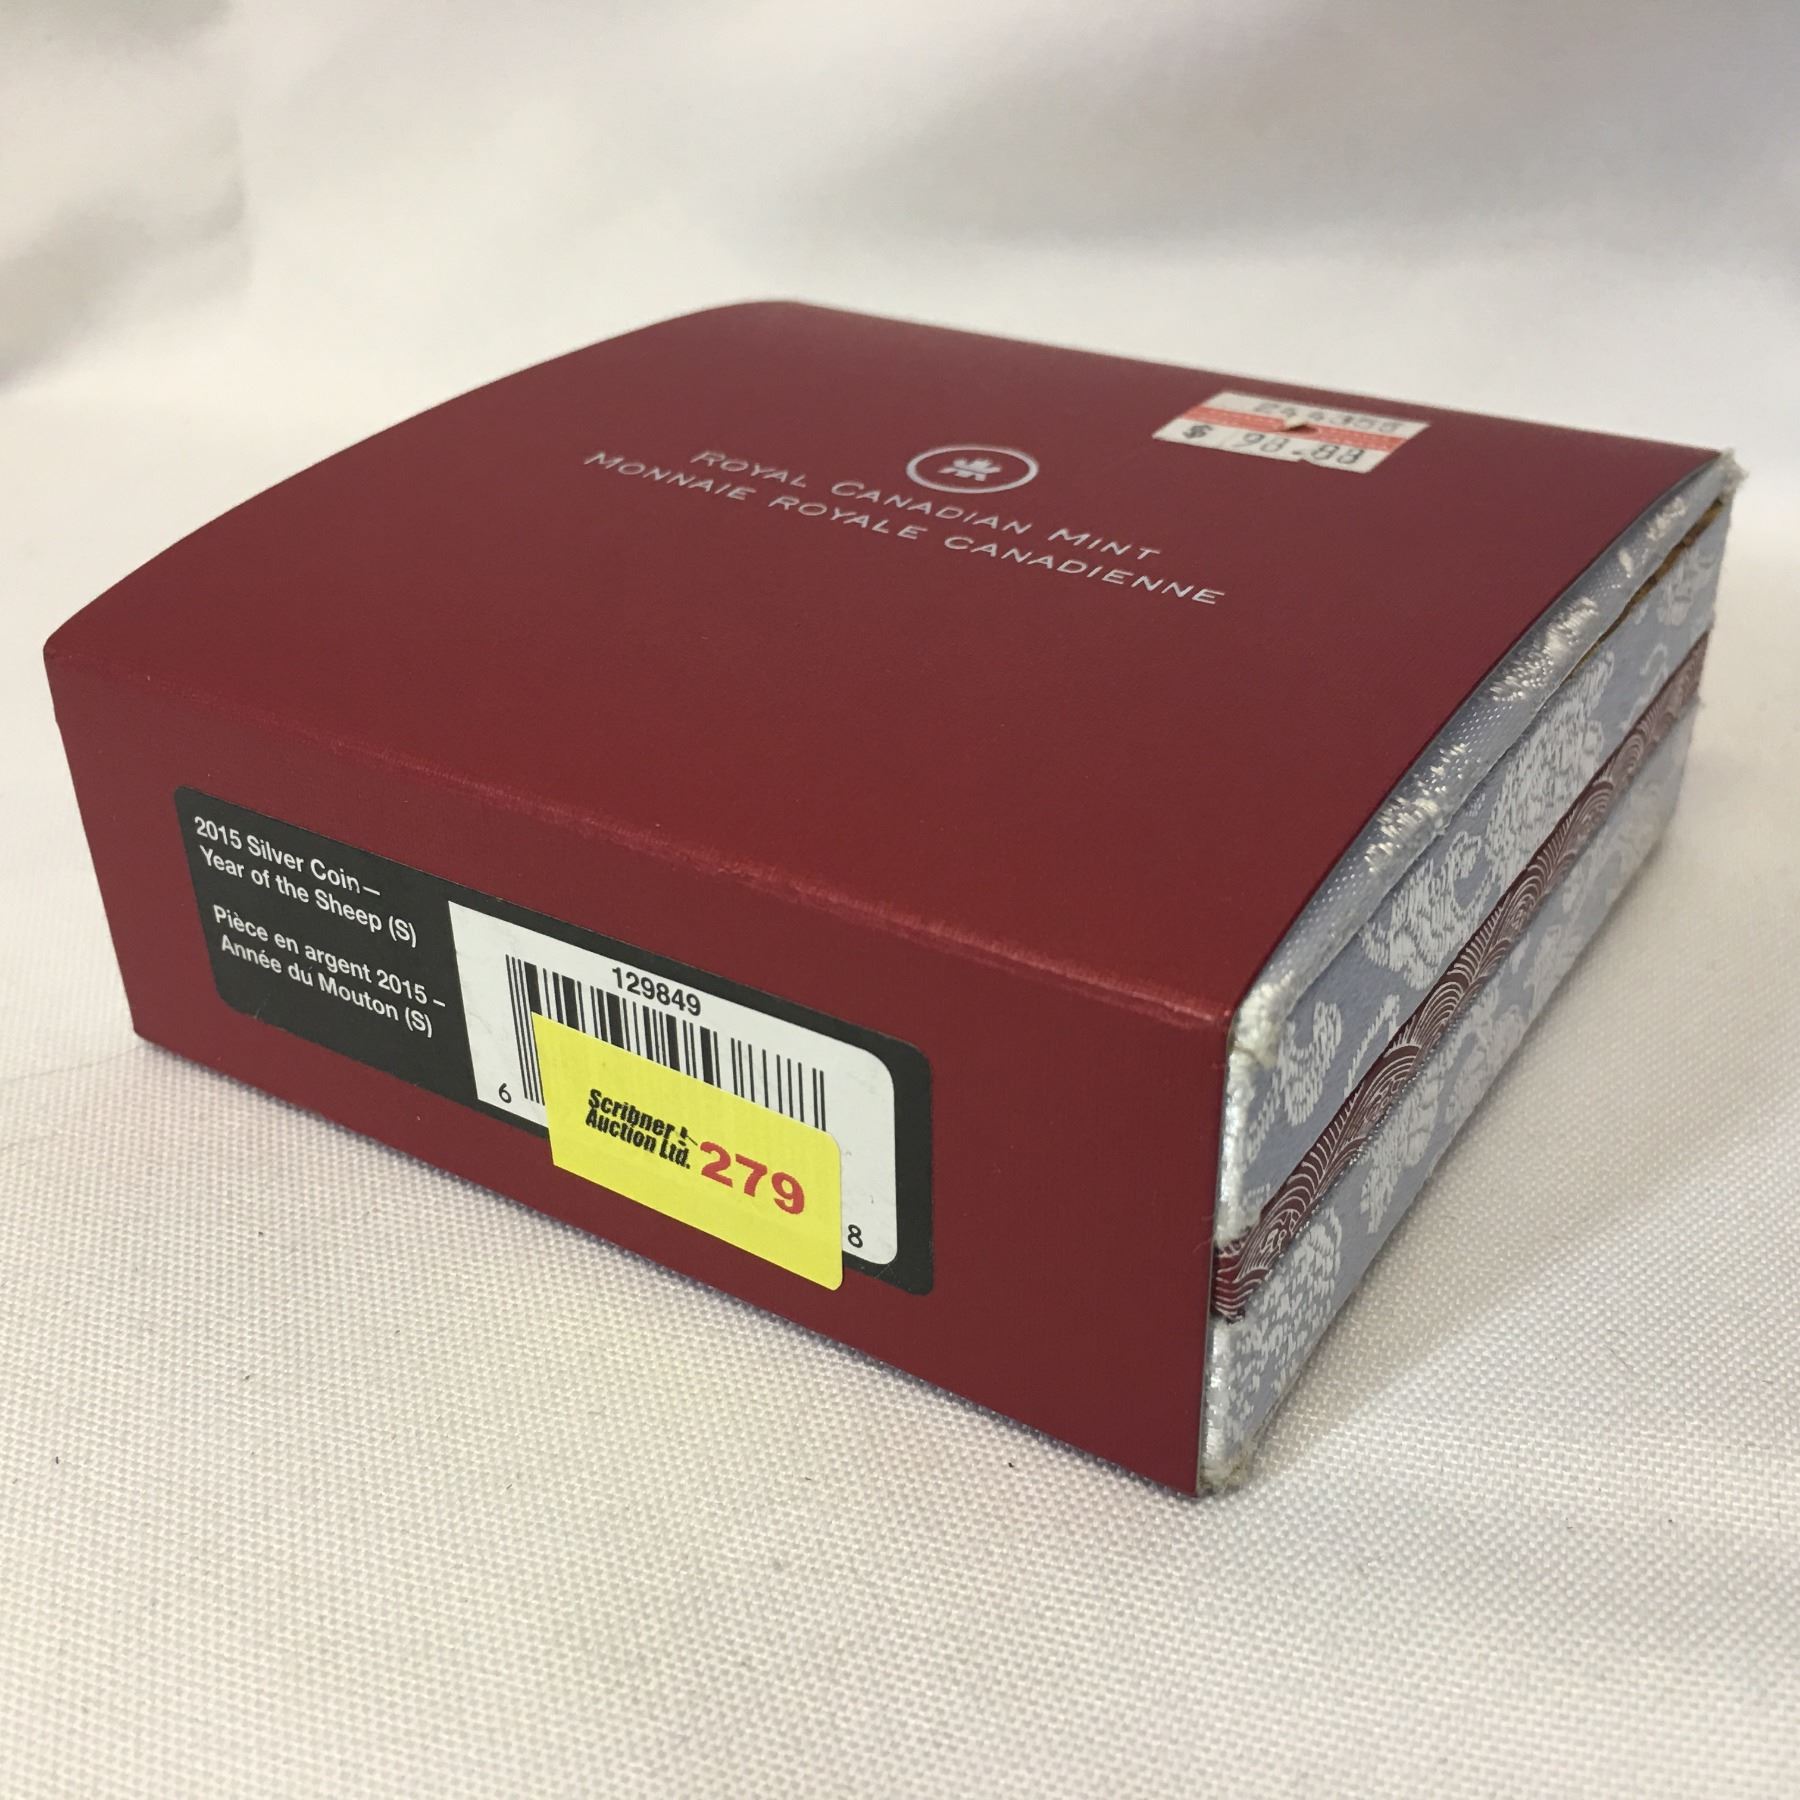 244355
$ 98.88
ROYAL CANADIAN MINT
MONNAIE ROYALE CANADIENNE
2015 Silver Coin –
Year of the Sheep (S)
Pièce en argent 2015 –
Année du Mouton (S)
129849
6
8
Scribner
Auction Ltd.
279